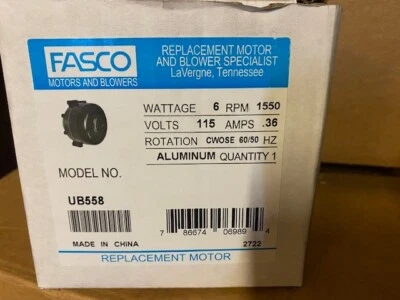 FASCO
MOTORS AND BLOWERS
REPLACEMENT MOTOR
AND BLOWER SPECIALIST
LaVergne, Tennessee
WATTAGE 6 RPM 1550
VOLTS 115 AMPS .36
ROTATION CWOSE 60/50 HZ
ALUMINUM QUANTITY 1
MODEL NO.
UB558
7 86674 06989 4
MADE IN CHINA
2722
REPLACEMENT MOTOR